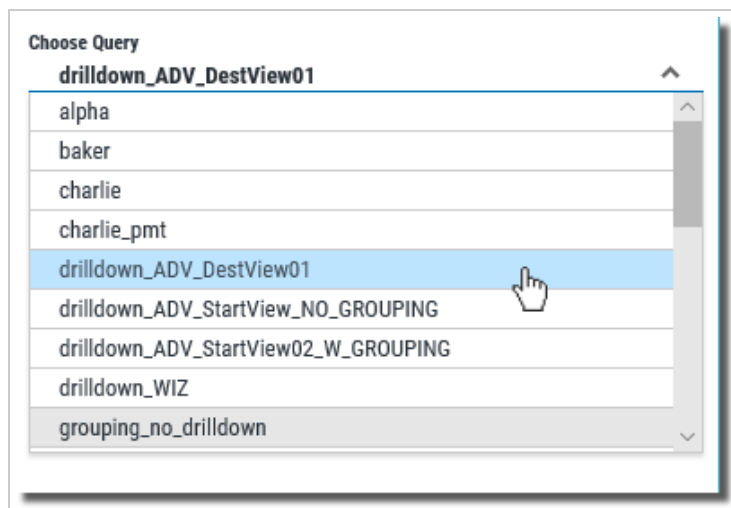 Choose Query
drilldown_ADV_DestView01
alpha
baker
charlie
charlie_pmt
drilldown_ADV_DestView01
drilldown_ADV_StartView_NO_GROUPING
drilldown_ADV_StartView02_W_GROUPING
drilldown_WIZ
grouping_no_drilldown